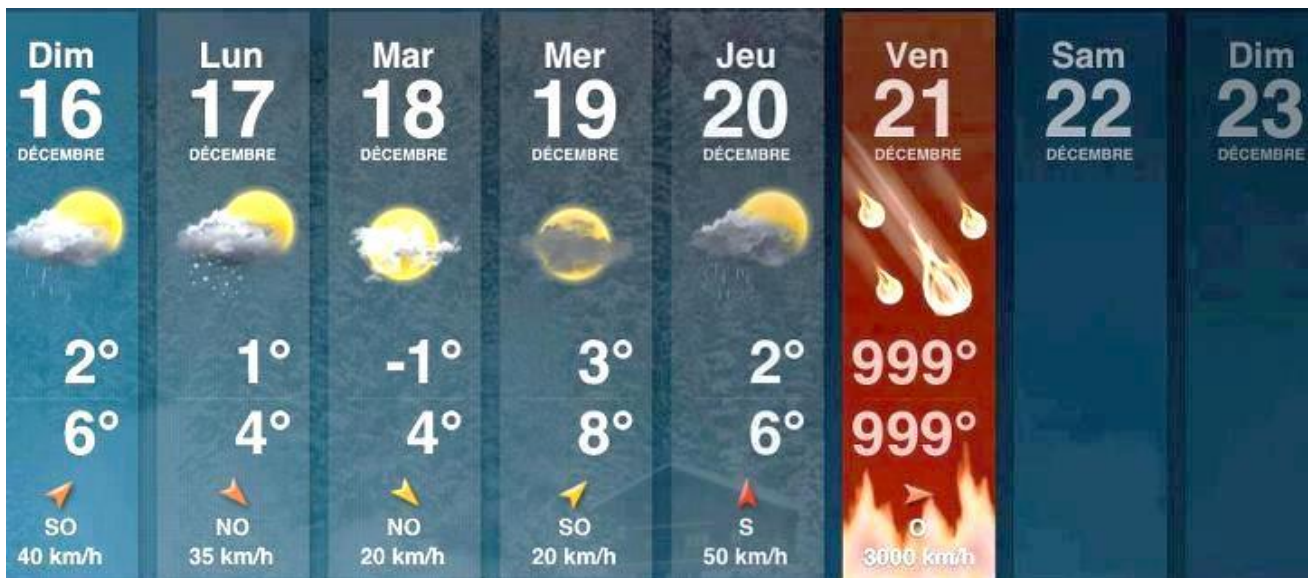 Dim
16
DÉCEMBRE
2°
6°
SO
40 km/h
Lun
17
DÉCEMBRE
1°
4°
NO
35 km/h
Mar
18
DÉCEMBRE
-1°
4°
NO
20 km/h
Mer
19
DÉCEMBRE
3°
8°
SO
20 km/h
Jeu
20
DÉCEMBRE
2°
6°
S
50 km/h
Ven
21
DÉCEMBRE
999°
999°
O
3000 km/h
Sam
22
DÉCEMBRE
Dim
23
DÉCEMBRE